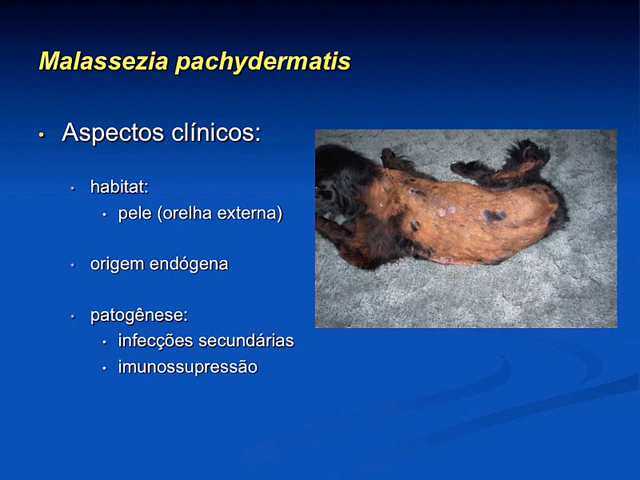 Malassezia pachydermatis
• Aspectos clínicos:
• habitat:
• pele (orelha externa)
• origem endógena
• patogênese:
• infecções secundárias
• imunossupressão